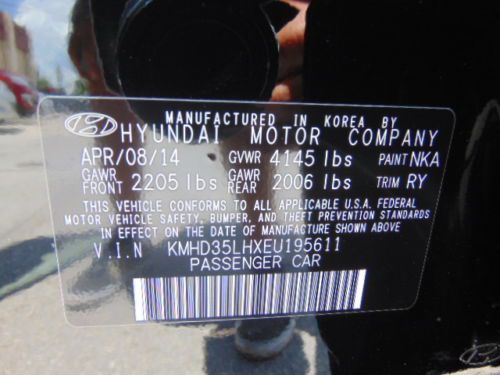 MANUFACTURED IN KOREA BY
HYUNDAI MOTOR COMPANY
APR/08/14 GVWR 4145 lbs PAINT NKA
GAWR FRONT 2205 lbs GAWR REAR 2006 lbs TRIM RY
THIS VEHICLE CONFORMS TO ALL APPLICABLE U.S.A. FEDERAL
MOTOR VEHICLE SAFETY, BUMPER, AND THEFT PREVENTION STANDARDS
IN EFFECT ON THE DATE OF MANUFACTURE SHOWN ABOVE
V.I.N KMHD35LHXEU195611
PASSENGER CAR